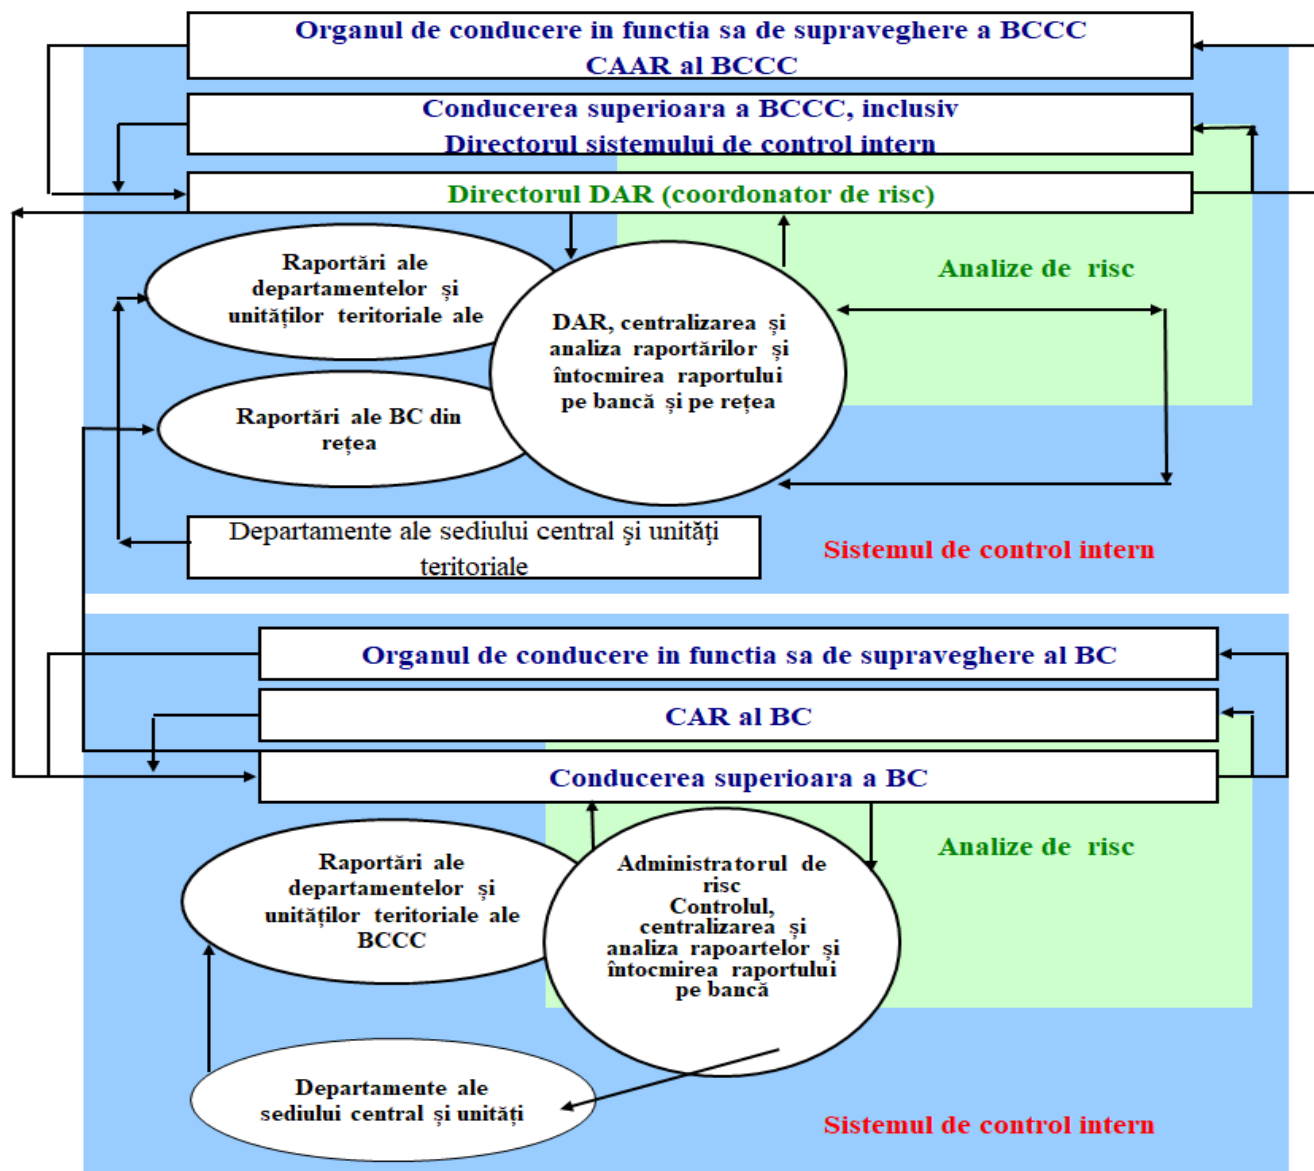 Organul de conducere in functia sa de supraveghere a BCCC
CAAR al BCCC
Conducerea superioara a BCCC, inclusiv
Directorul sistemului de control intern
Directorul DAR (coordonator de risc)
Raportări ale
departamentelor și
unităților teritoriale ale
DAR, centralizarea și
analiza raportărilor și
întocmirea raportului
pe bancă și pe rețea
Analize de risc
Raportări ale BC din
rețea
Departamente ale sediului central şi unităţi
teritoriale
Sistemul de control intern
Organul de conducere in functia sa de supraveghere al BC
CAR al BC
Conducerea superioara a BC
Raportări ale
departamentelor și
unităților teritoriale ale
BCCC
Administratorul de
risc
Controlul,
centralizarea și
analiza rapoartelor și
întocmirea raportului
pe bancă
Analize de risc
Departamente ale
sediului central și unități
Sistemul de control intern